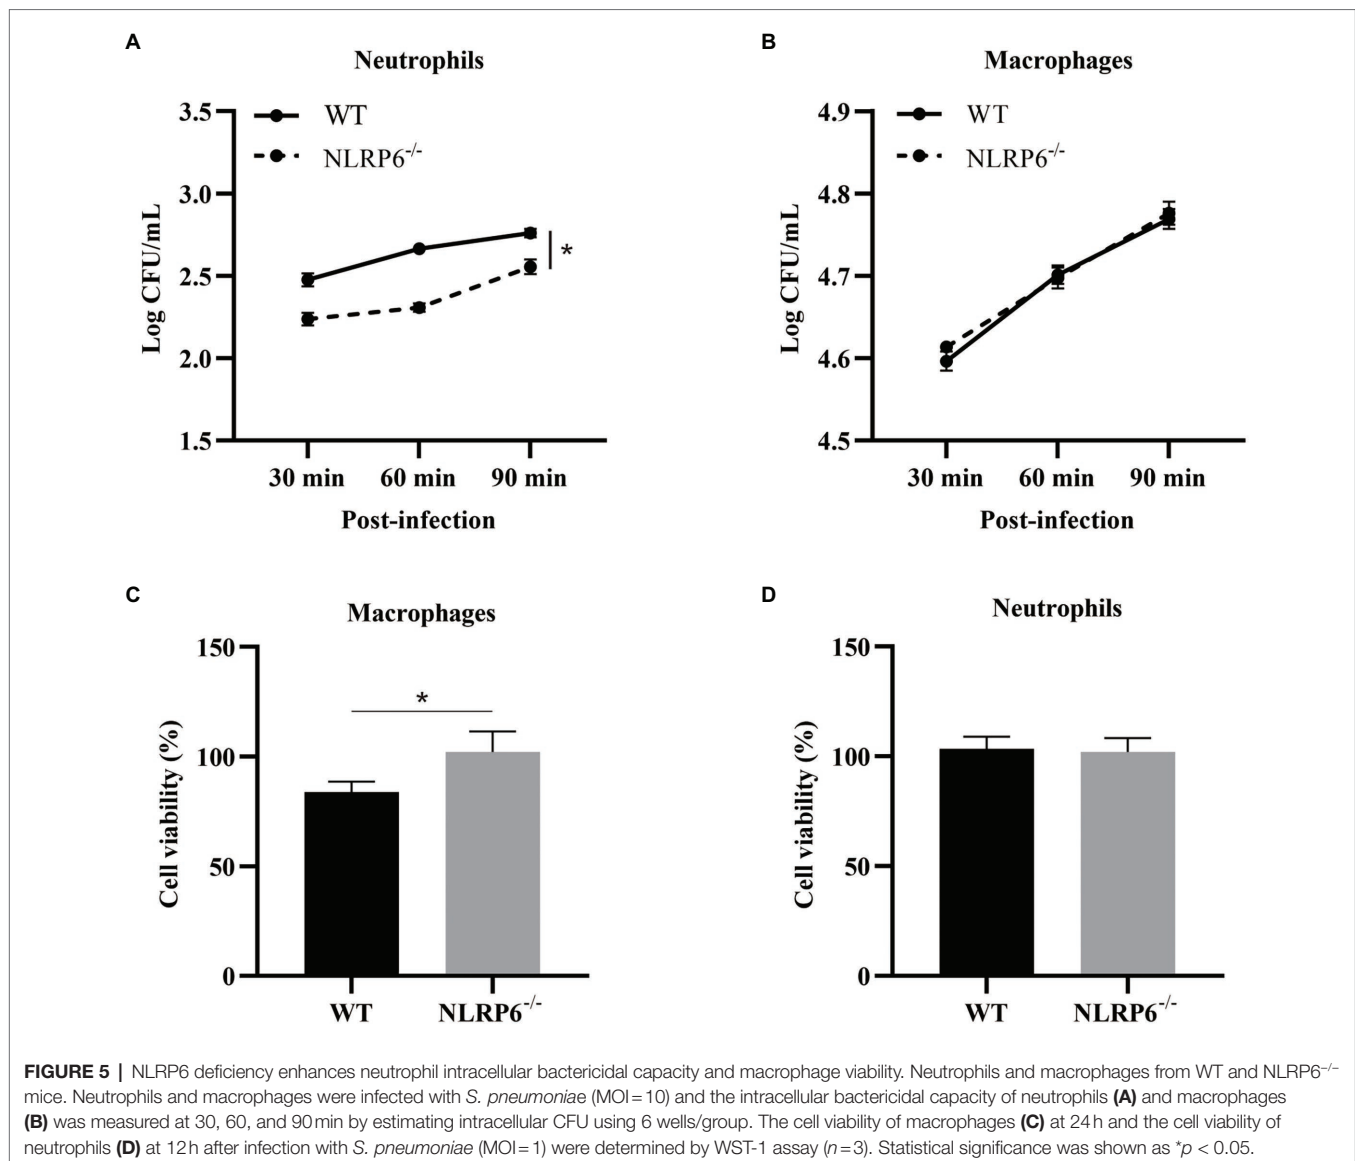 A
Neutrophils
3.5
3.0
2.5
2.0
1.5
Log CFU/mL
WT
NLRP6-/-
*
30 min 60 min 90 min
Post-infection
B
Macrophages
4.9
4.8
4.7
4.6
4.5
Log CFU/mL
WT
NLRP6-/-
30 min 60 min 90 min
Post-infection
C
Macrophages
150
100
50
0
Cell viability (%)
*
WT NLRP6-/-
D
Neutrophils
150
100
50
0
Cell viability (%)
WT NLRP6-/-
FIGURE 5 | NLRP6 deficiency enhances neutrophil intracellular bactericidal capacity and macrophage viability. Neutrophils and macrophages from WT and NLRP6−/−
mice. Neutrophils and macrophages were infected with S. pneumoniae (MOI=10) and the intracellular bactericidal capacity of neutrophils (A) and macrophages
(B) was measured at 30, 60, and 90min by estimating intracellular CFU using 6 wells/group. The cell viability of macrophages (C) at 24h and the cell viability of
neutrophils (D) at 12h after infection with S. pneumoniae (MOI=1) were determined by WST-1 assay (n=3). Statistical significance was shown as *p < 0.05.